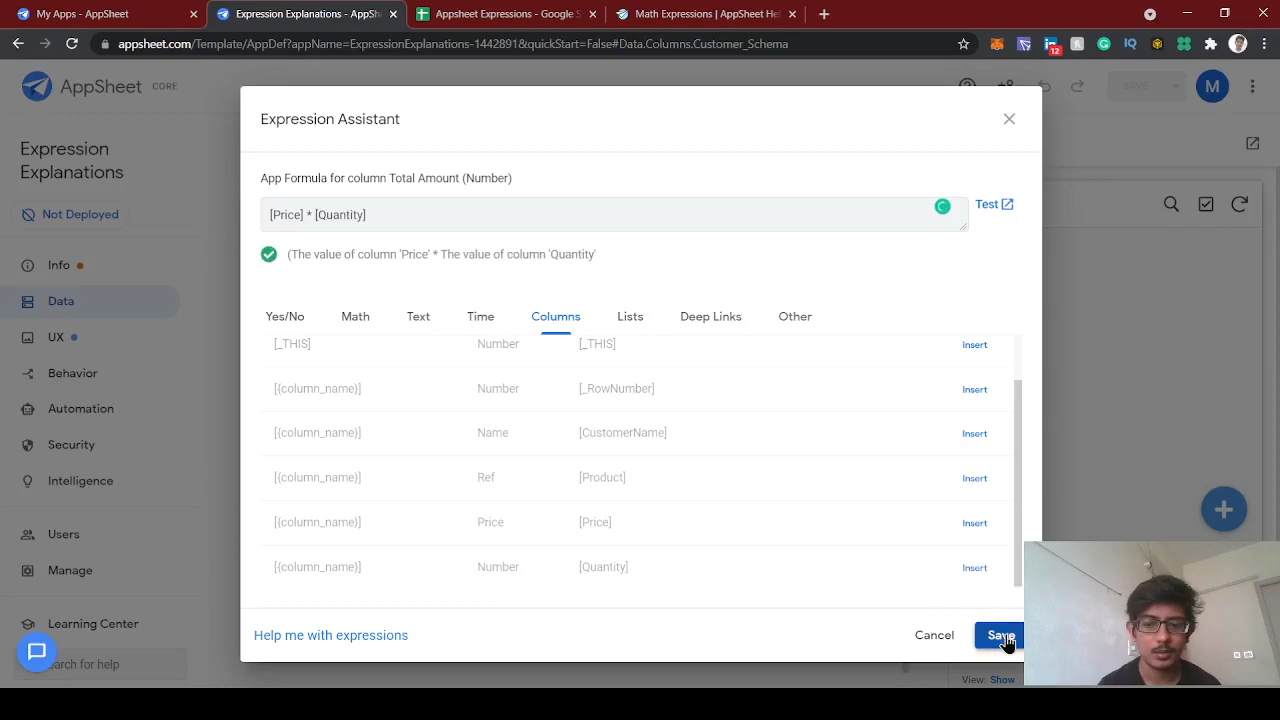 My Apps - AppSheet
Expression Explanations - AppSh
Appsheet Expressions - Google S
Math Expressions | AppSheet Hel
appsheet.com/Template/AppDef?appName=ExpressionExplanations-1442891&quickStart=False#Data.Columns.Customer_Schema
12
AppSheet CORE
SAVE
M
Expression
Explanations
Not Deployed
Info
Data
UX
Behavior
Automation
Security
Intelligence
Users
Manage
Learning Center
earch for help
Expression Assistant
App Formula for column Total Amount (Number)
[Price] * [Quantity]
Test
(The value of column 'Price' * The value of column 'Quantity'
Yes/No Math Text Time Columns Lists Deep Links Other
[_THIS] Number [_THIS] Insert
[{column_name}] Number [_RowNumber] Insert
[{column_name}] Name [CustomerName] Insert
[{column_name}] Ref [Product] Insert
[{column_name}] Price [Price] Insert
[{column_name}] Number [Quantity] Insert
Help me with expressions
Cancel
Save
View: Show